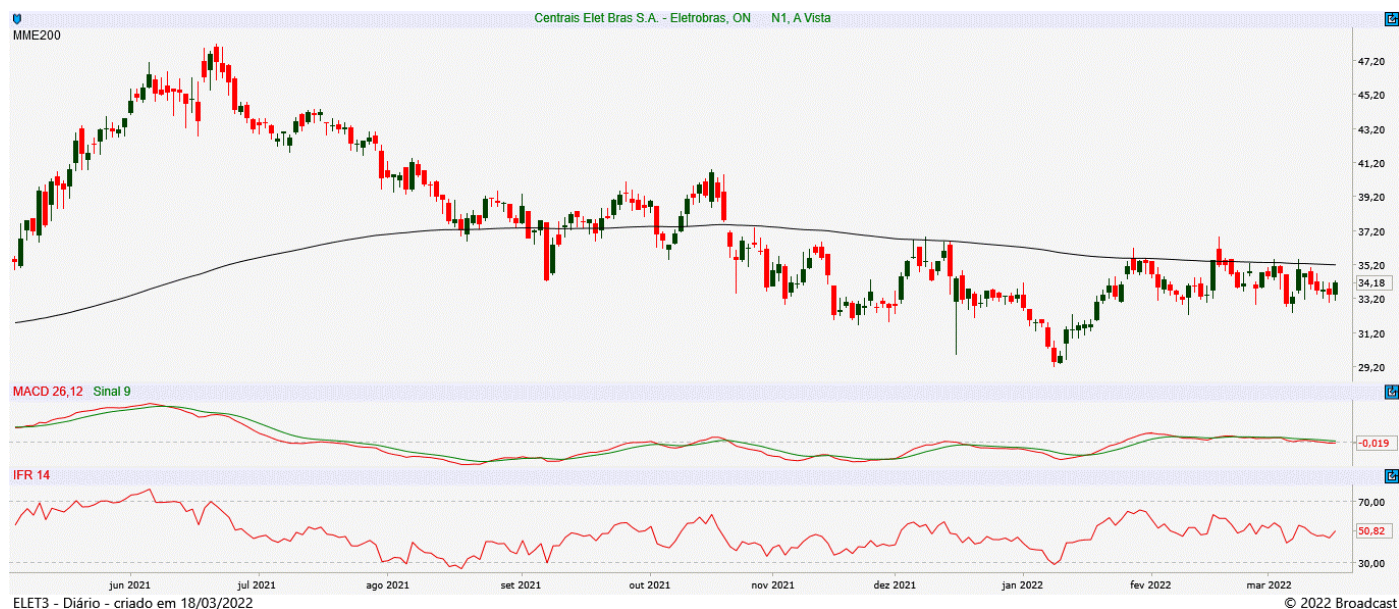 Centrais Elet Bras S.A. - Eletrobras, ON N1, A Vista
MME200
47,20
45,20
43,20
41,20
39,20
37,20
35,20
34,18
33,20
31,20
29,20
MACD 26,12 Sinal 9
-0,019
IFR 14
70,00
50,82
30,00
jun 2021 jul 2021 ago 2021 set 2021 out 2021 nov 2021 dez 2021 jan 2022 fev 2022 mar 2022
ELET3 - Diário - criado em 18/03/2022 © 2022 Broadcast